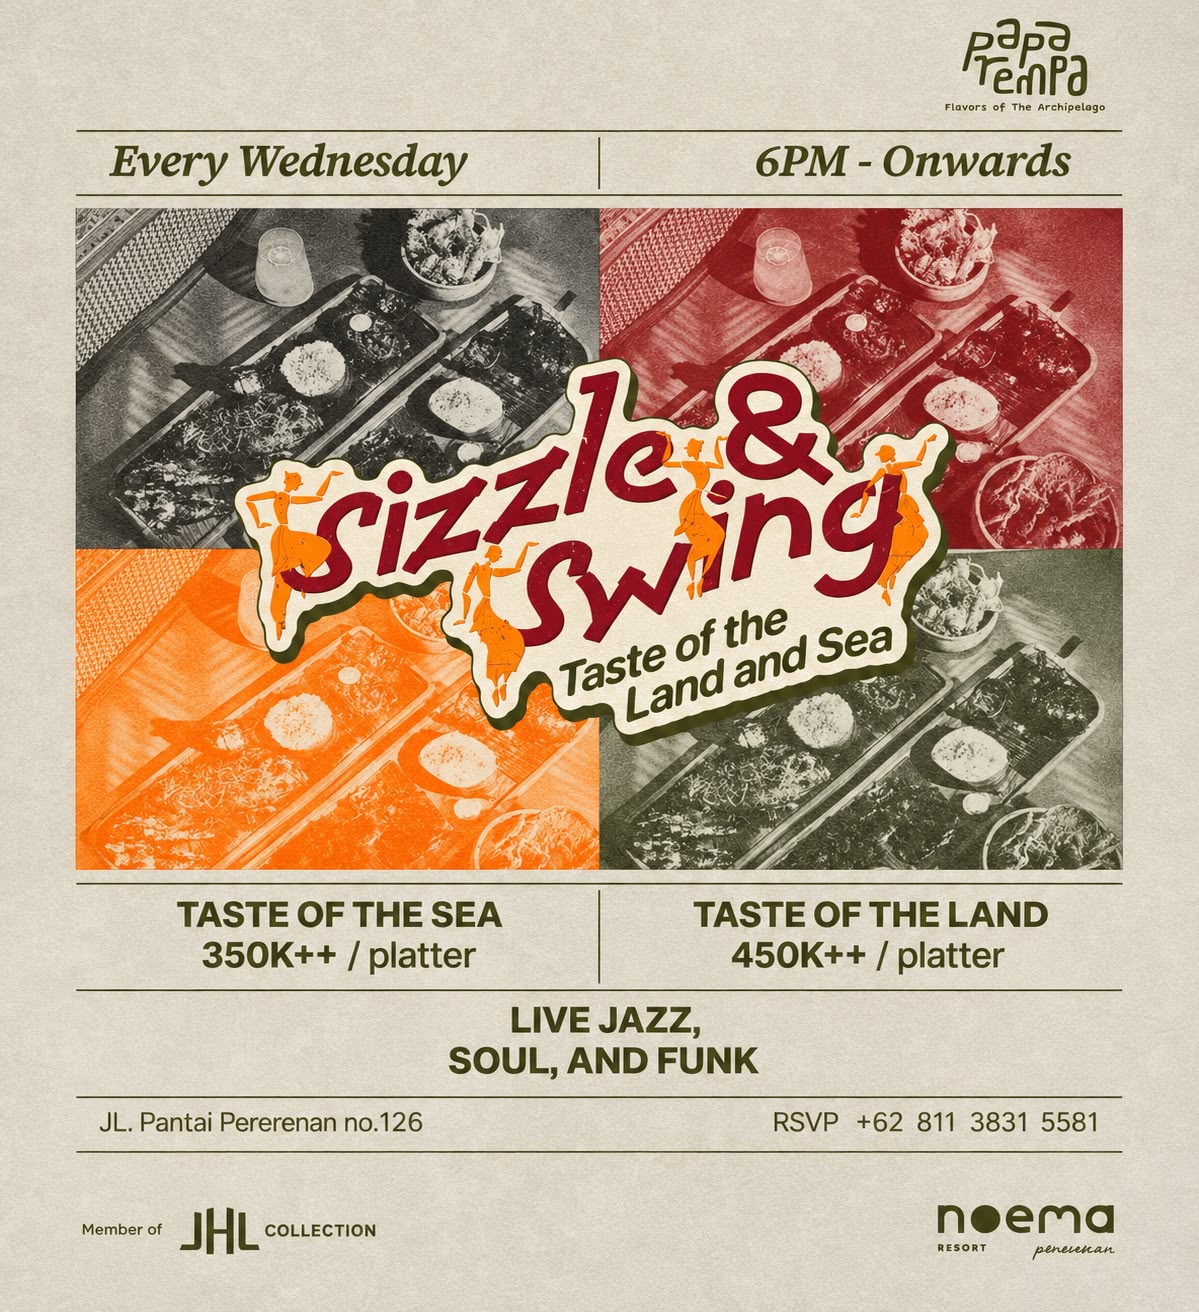 Papa
Tempa
Flavors of The Archipelago
Every Wednesday
6PM - Onwards
Sizzle &
Swing
Taste of the
Land and Sea
TASTE OF THE SEA
350K++ / platter
TASTE OF THE LAND
450K++ / platter
LIVE JAZZ,
SOUL, AND FUNK
JL. Pantai Pererenan no.126
RSVP +62 811 3831 5581
Member of JHL COLLECTION
noema
RESORT pererenan